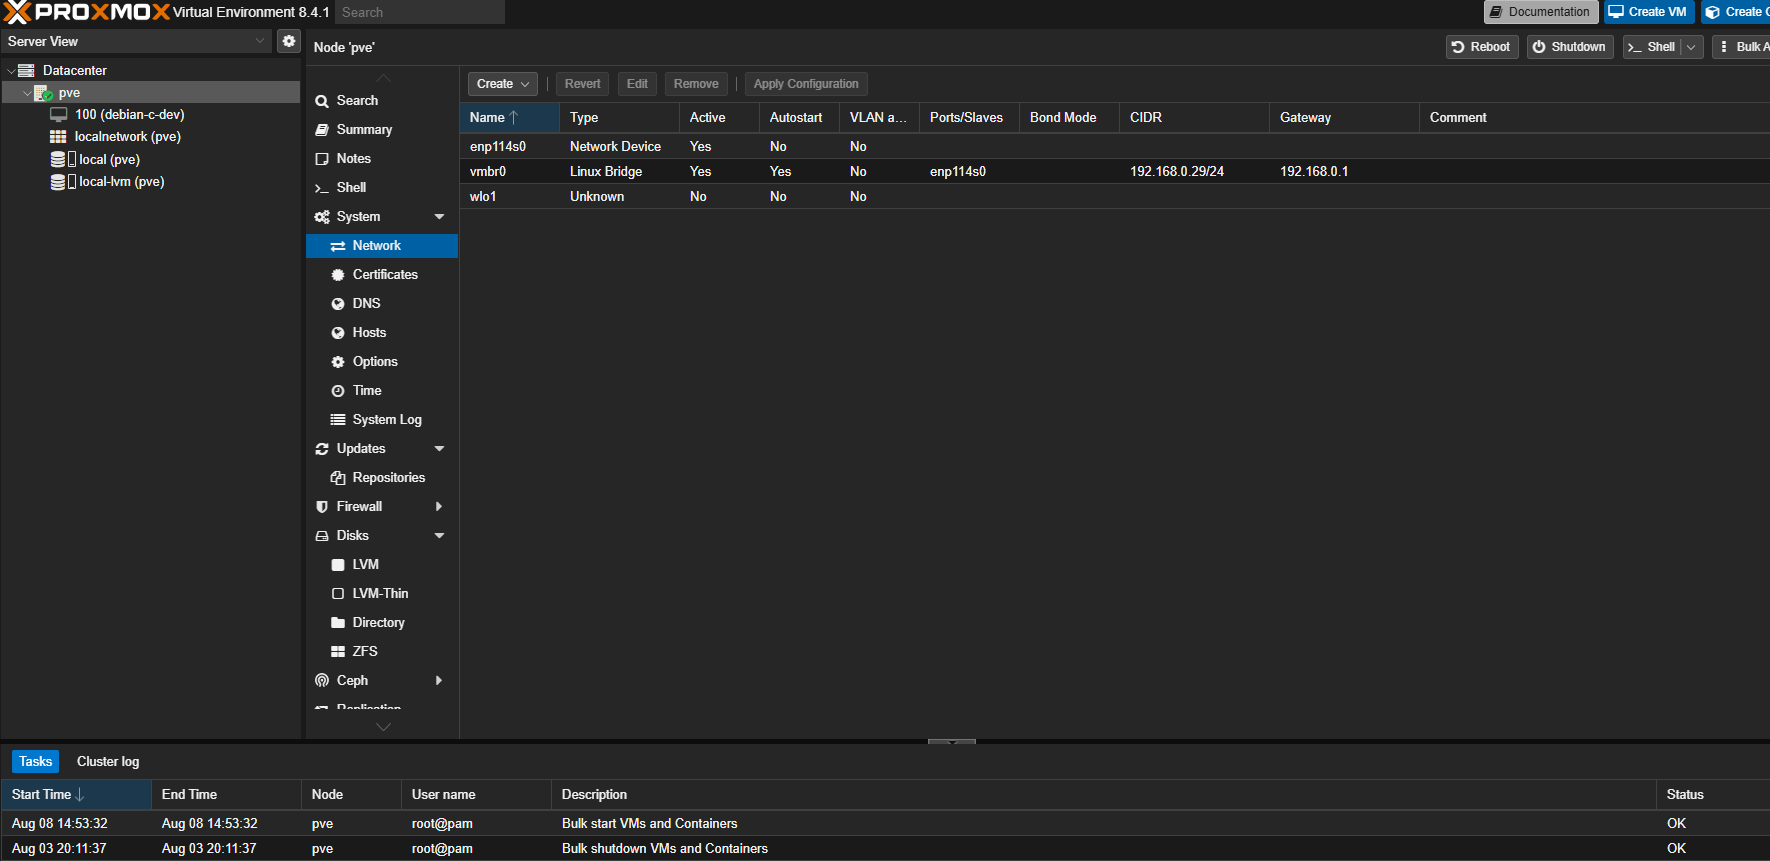 PROXMOX Virtual Environment 8.4.1 Search Documentation Create VM Create C
Server View
Node 'pve' Reboot Shutdown Shell Bulk A
Datacenter
pve
100 (debian-c-dev)
localnetwork (pve)
local (pve)
local-lvm (pve)
Search
Summary
Notes
Shell
System
Network
Certificates
DNS
Hosts
Options
Time
System Log
Updates
Repositories
Firewall
Disks
LVM
LVM-Thin
Directory
ZFS
Ceph
Replication
Create Revert Edit Remove Apply Configuration
Name Type Active Autostart VLAN a... Ports/Slaves Bond Mode CIDR Gateway Comment
enp114s0 Network Device Yes No No
vmbr0 Linux Bridge Yes Yes No enp114s0 192.168.0.29/24 192.168.0.1
wlo1 Unknown No No No
Tasks Cluster log
Start Time End Time Node User name Description Status
Aug 08 14:53:32 Aug 08 14:53:32 pve root@pam Bulk start VMs and Containers OK
Aug 03 20:11:37 Aug 03 20:11:37 pve root@pam Bulk shutdown VMs and Containers OK